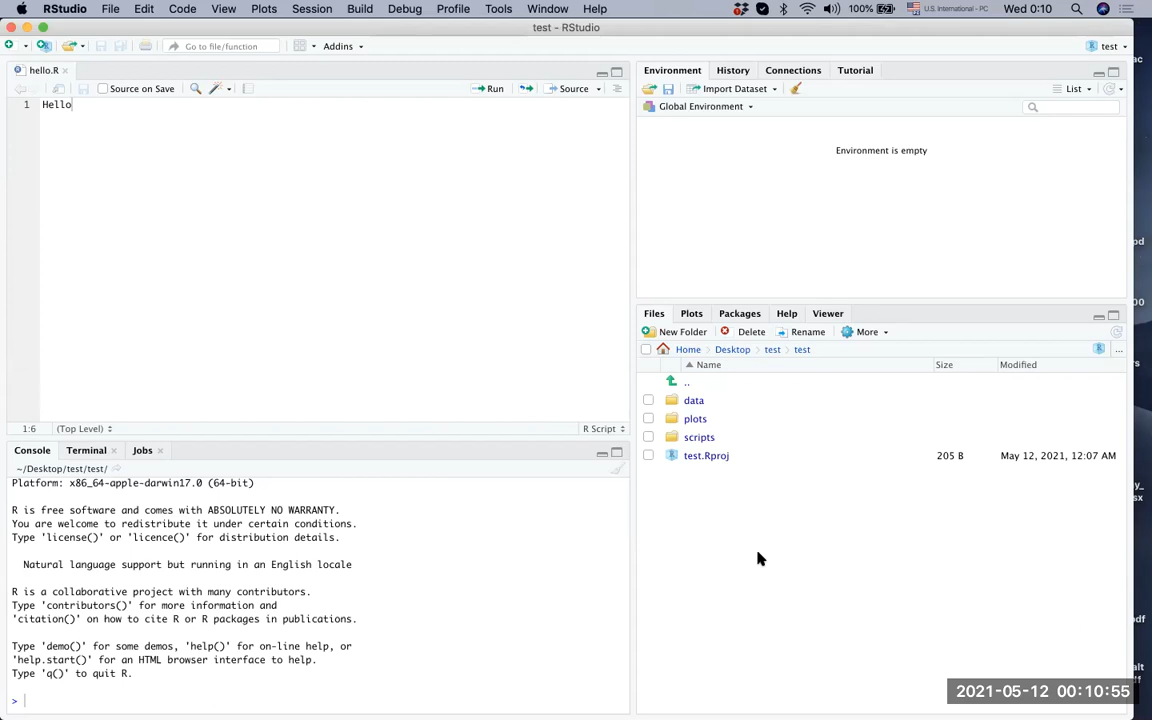 RStudio File Edit Code View Plots Session Build Debug Profile Tools Window Help 100% U.S. International - PC Wed 0:10
test - RStudio
Go to file/function Addins test
hello.R
Source on Save Run Source
1 Hello
1:6 (Top Level) R Script
Console Terminal Jobs
~/Desktop/test/test/
Platform: x86_64-apple-darwin17.0 (64-bit)
R is free software and comes with ABSOLUTELY NO WARRANTY.
You are welcome to redistribute it under certain conditions.
Type 'license()' or 'licence()' for distribution details.
Natural language support but running in an English locale
R is a collaborative project with many contributors.
Type 'contributors()' for more information and
'citation()' on how to cite R or R packages in publications.
Type 'demo()' for some demos, 'help()' for on-line help, or
'help.start()' for an HTML browser interface to help.
Type 'q()' to quit R.
>
Environment History Connections Tutorial
Import Dataset List
Global Environment
Environment is empty
Files Plots Packages Help Viewer
New Folder Delete Rename More
Home Desktop test test ...
Name Size Modified
..
data
plots
scripts
test.Rproj 205 B May 12, 2021, 12:07 AM
2021-05-12 00:10:55